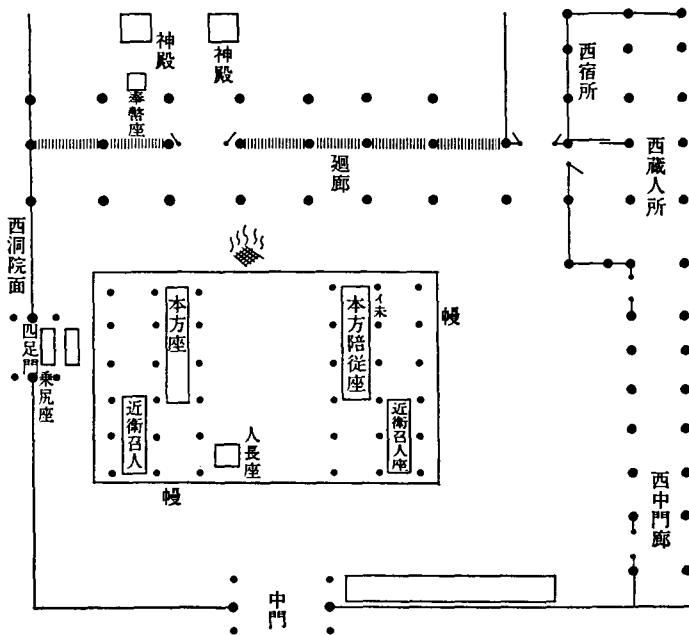 神殿
神殿
奉幣座
西宿所
西蔵人所
廻廊
西洞院面
四足門
乗尻座
本方座
本方陪従座
イ未
幔
近衛召人
近衛召人座
人長座
幔
西中門廊
中門